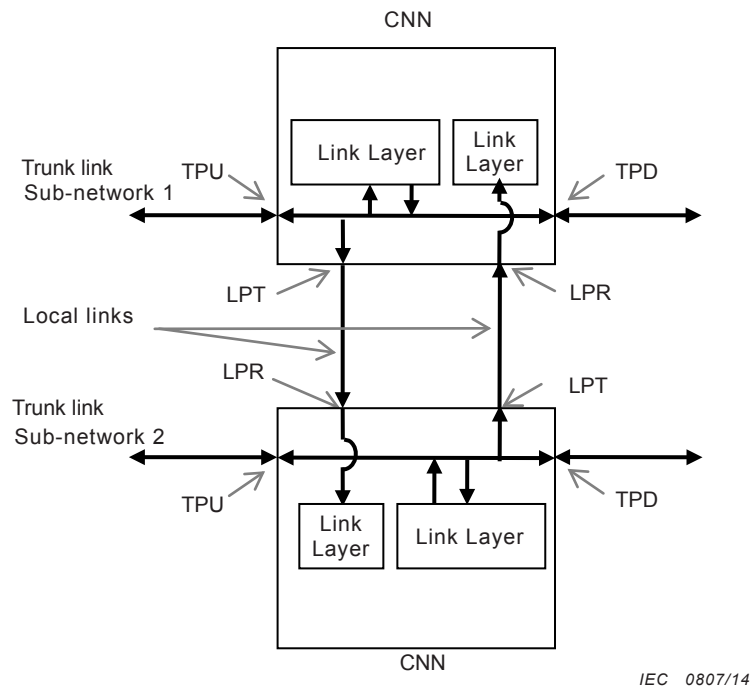 CNN
Link Layer
Link
Layer
Trunk link
Sub-network 1
TPU
TPD
LPT
LPR
Local links
LPR
LPT
Trunk link
Sub-network 2
TPU
TPD
Link
Layer
Link Layer
CNN
IEC 0807/14